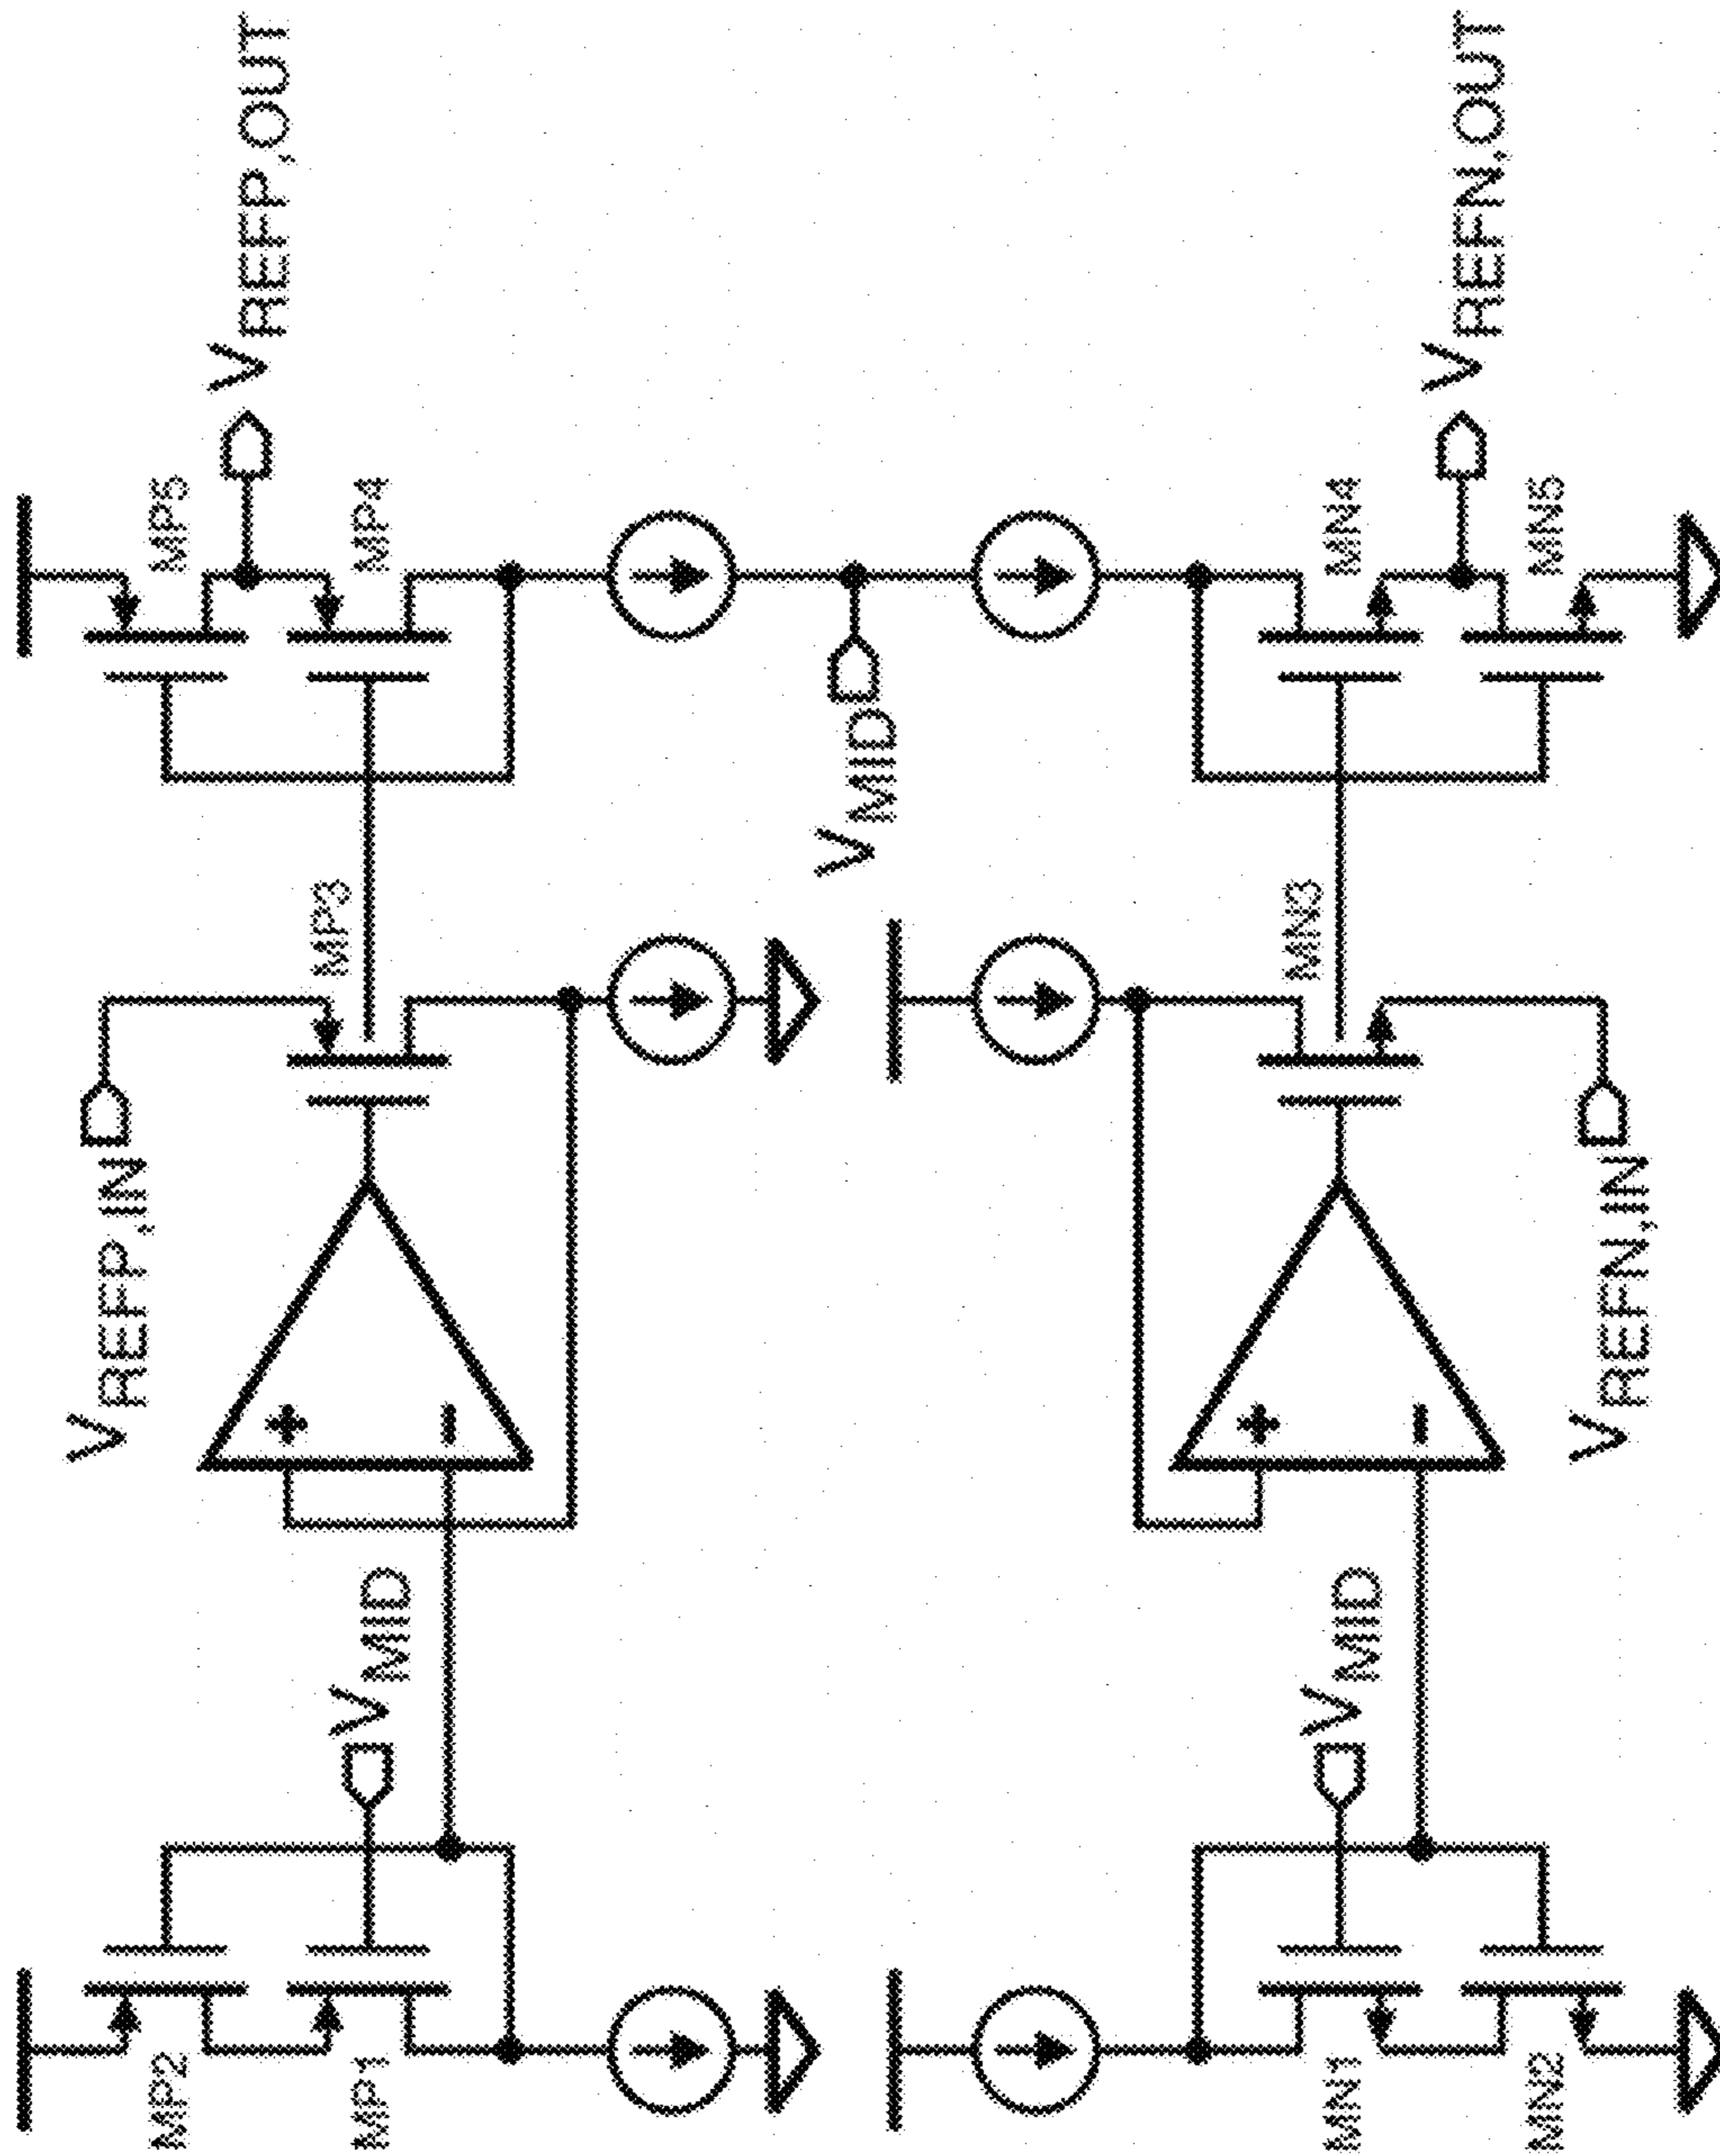 VREFP,OUT
MP5
MP4
MP3
VREFP,IN
+
−
VMID
MP2
MP1
VMID
VREFN,OUT
MN4
MN5
MN3
VREFN,IN
+
−
VMID
MN1
MN2